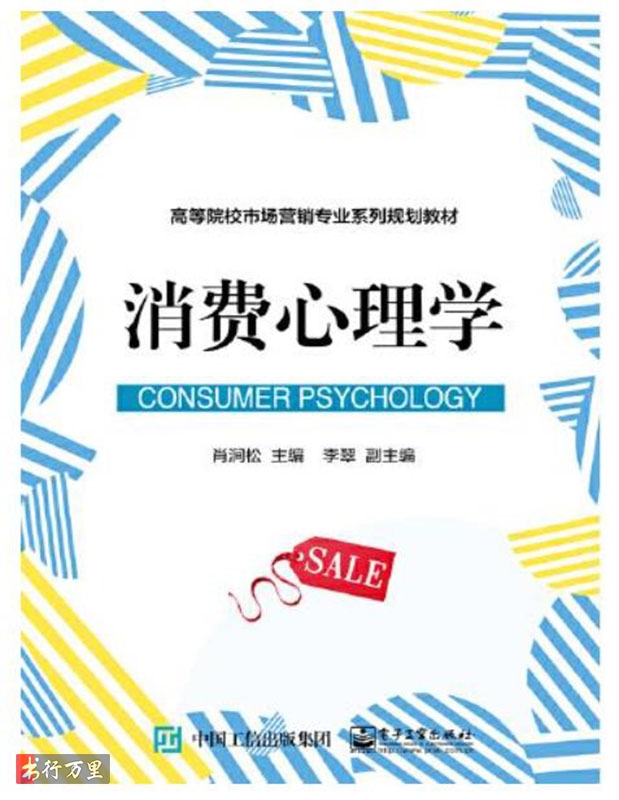 高等院校市场营销专业系列规划教材
消费心理学
CONSUMER PSYCHOLOGY
肖涧松 主编 李翠 副主编
SALE
中国工信出版集团 电子工业出版社
书行万里